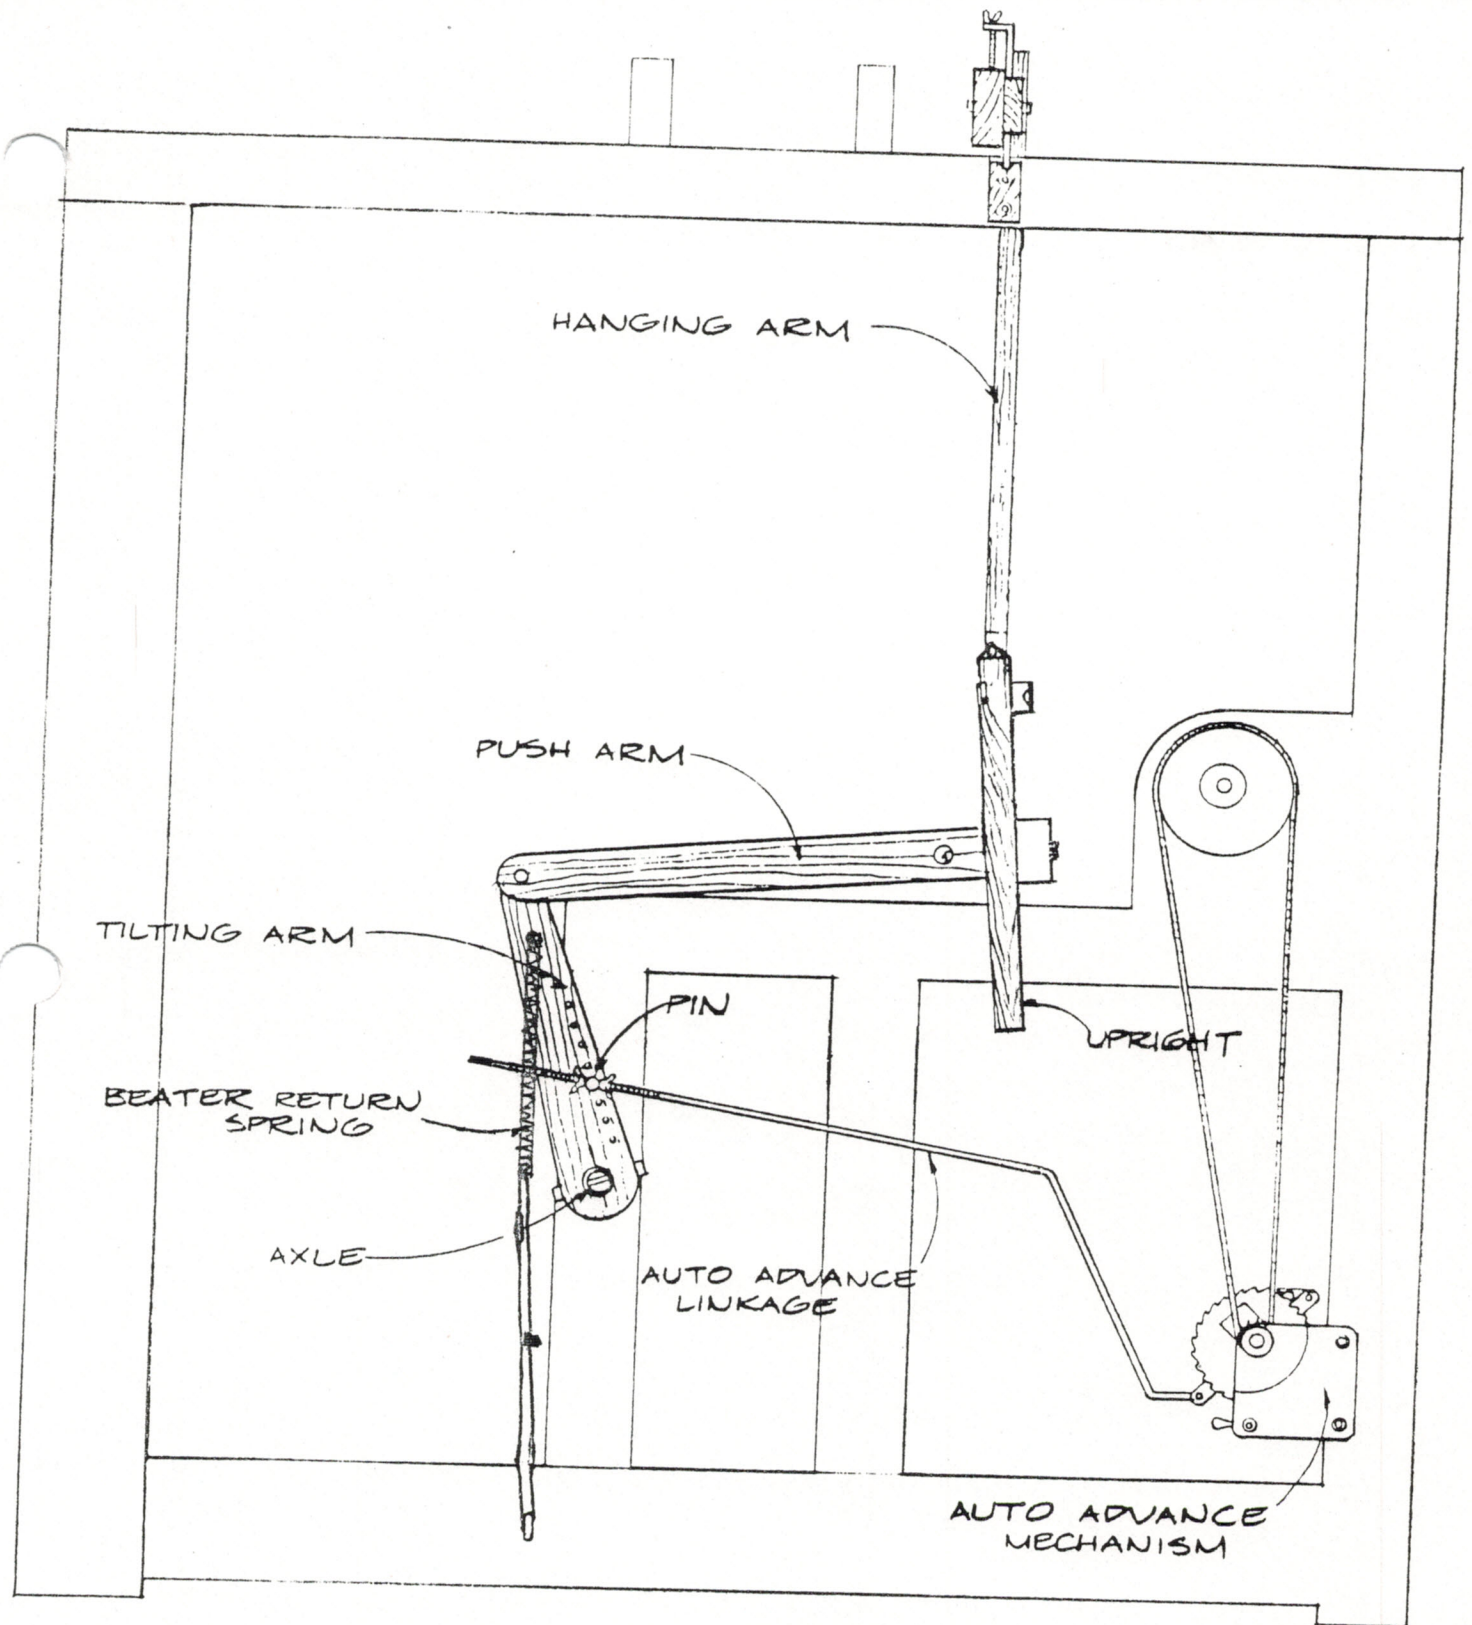 HANGING ARM
PUSH ARM
TILTING ARM
PIN
UPRIGHT
BEATER RETURN
SPRING
AXLE
AUTO ADVANCE
LINKAGE
AUTO ADVANCE
MECHANISM